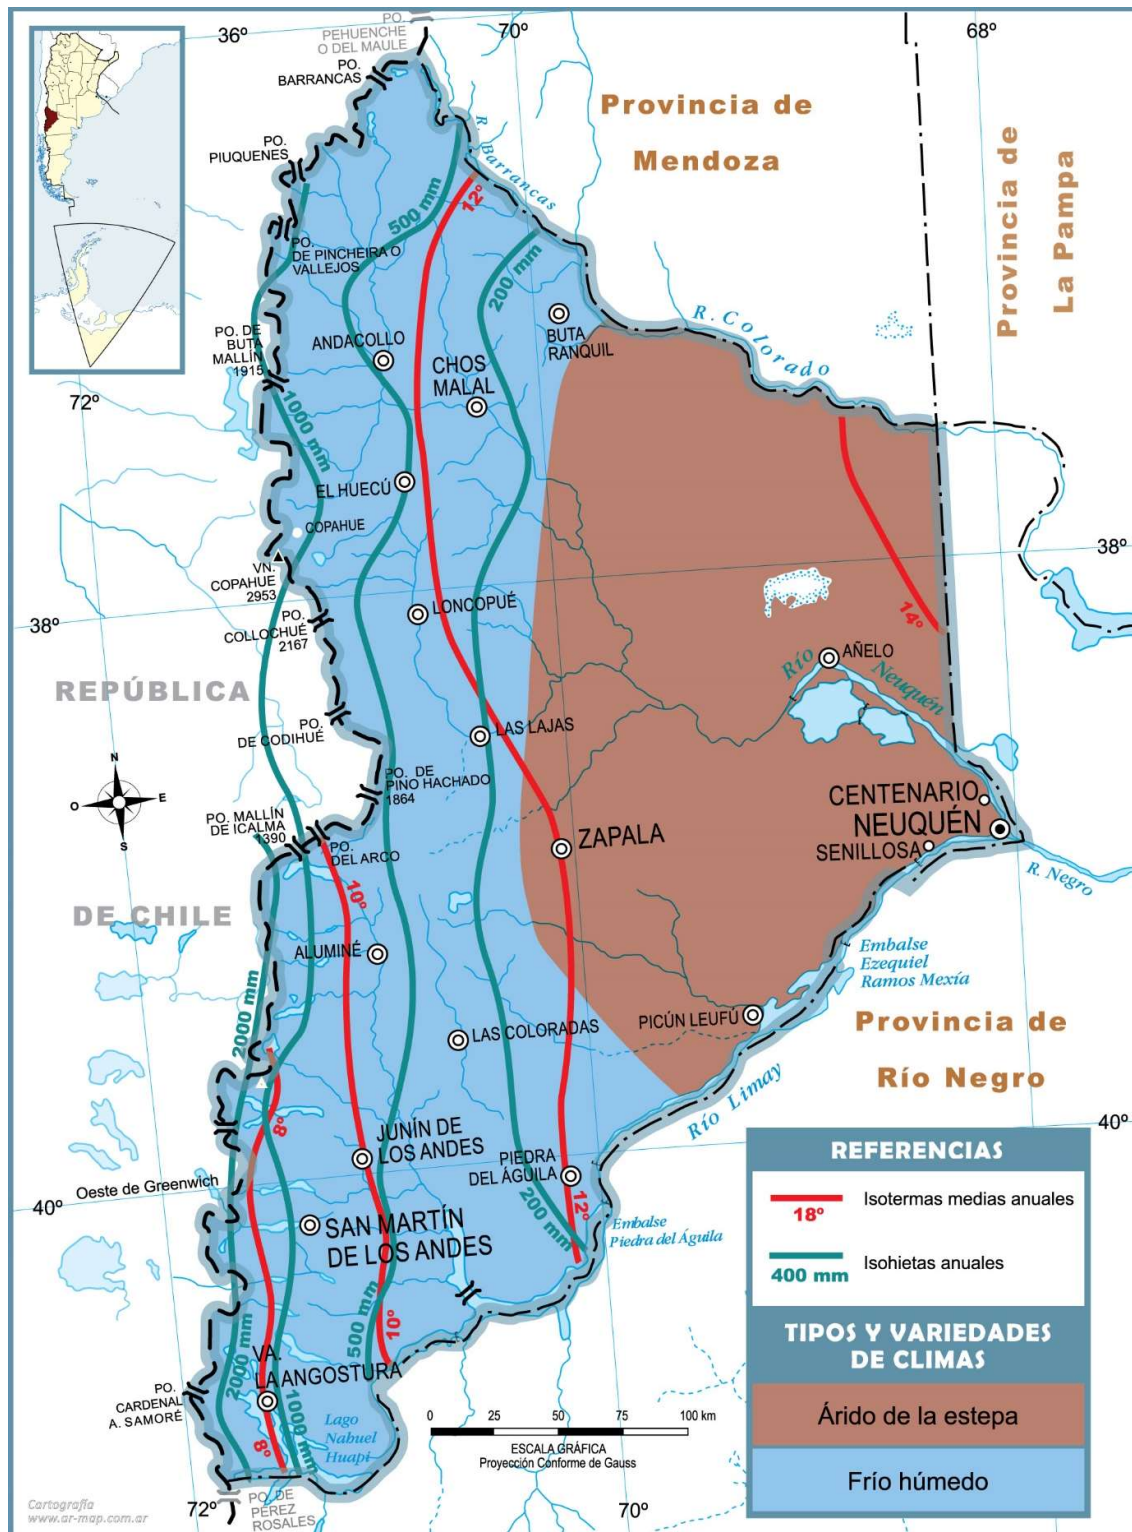 36º
PO.
PEHUENCHE
O DEL MAULE
70º
68º
PO.
BARRANCAS
Provincia de
Mendoza
Provincia de
La Pampa
PO.
PIUQUENES
R. Barrancas
500 mm
12º
PO.
DE PINCHEIRA O
VALLEJOS
200 mm
R. Colorado
BUTA
RANQUIL
PO. DE
BUTA
MALLÍN
1915
ANDACOLLO
CHOS
MALAL
72º
1000 mm
EL HUECÚ
COPAHUE
38º
VN.
COPAHUE
2953
LONCOPUÉ
PO.
COLLOCHUÉ
2167
38º
14º
AÑELO
Río Neuquén
REPÚBLICA
PO.
DE CODIHUÉ
LAS LAJAS
N
O
E
S
PO. DE
PINO HACHADO
1864
CENTENARIO
NEUQUÉN
SENILLOSA
PO. MALLÍN
DE ICALMA
1390
PO.
DEL ARCO
ZAPALA
R. Negro
10º
DE CHILE
ALUMINÉ
Embalse
Ezequiel
Ramos Mexía
2000 mm
LAS COLORADAS
PICÚN LEUFÚ
Provincia de
Río Negro
Río Limay
8º
JUNÍN DE
LOS ANDES
PIEDRA
DEL ÁGUILA
40º
Oeste de Greenwich
40º
200 mm
12º
Embalse
Piedra del Águila
SAN MARTÍN
DE LOS ANDES
500 mm
10º
2000 mm
VA.
LA ANGOSTURA
PO.
CARDENAL
A. SAMORÉ
8º
1000 mm
Lago
Nahuel
Huapi
0 25 50 75 100 km
ESCALA GRÁFICA
Proyección Conforme de Gauss
REFERENCIAS
18º
Isotermas medias anuales
400 mm
Isohietas anuales
TIPOS Y VARIEDADES
DE CLIMAS
Árido de la estepa
Frío húmedo
Cartografía
www.ar-map.com.ar
72º
PO. DE
PÉREZ
ROSALES
70º